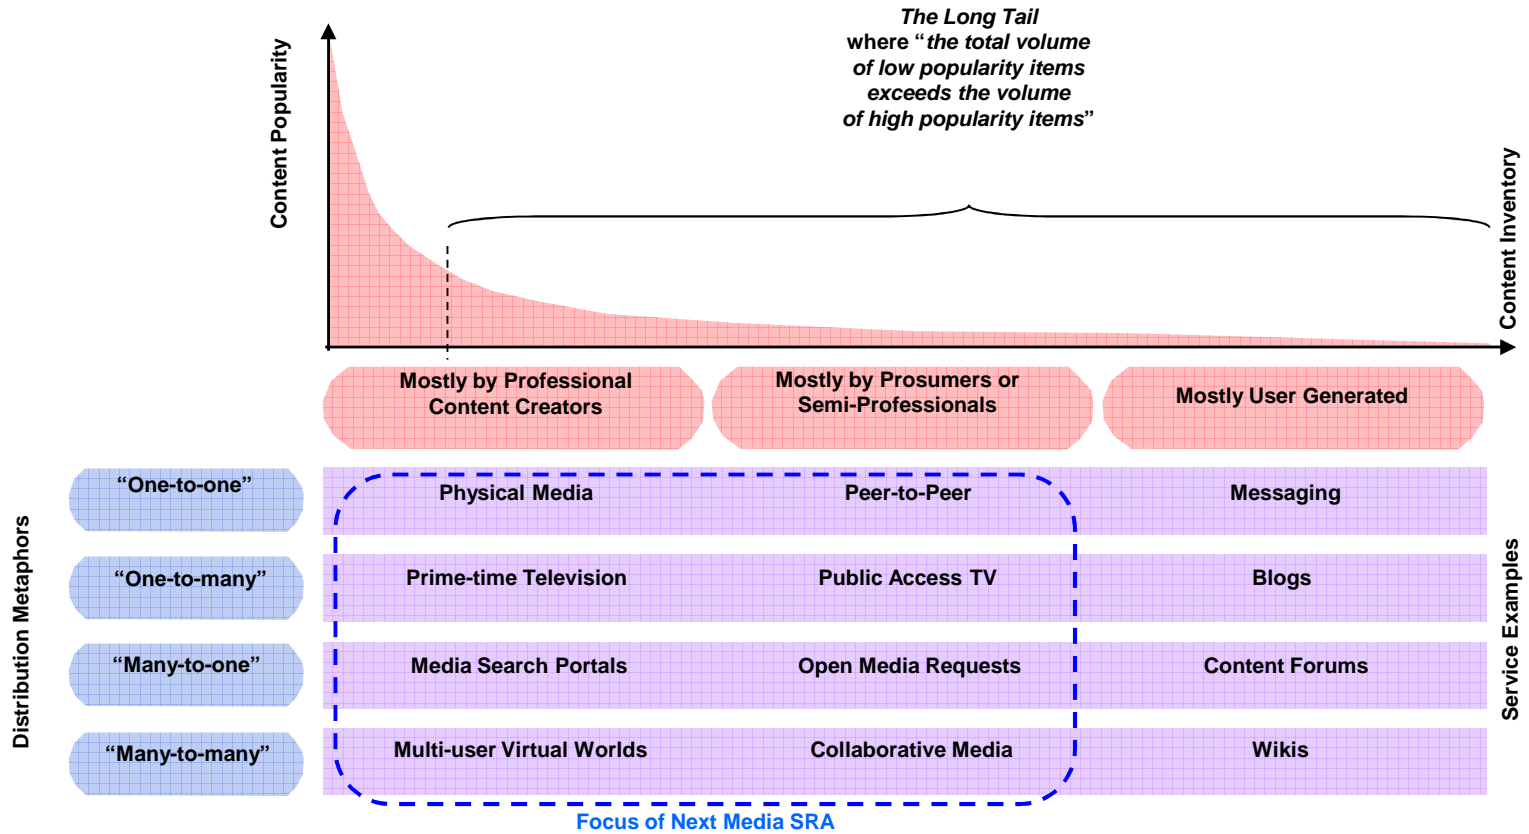 The Long Tail
where “the total volume
of low popularity items
exceeds the volume
of high popularity items”
Content Popularity
Content Inventory
Mostly by Professional
Content Creators
Mostly by Prosumers or
Semi-Professionals
Mostly User Generated
Distribution Metaphors
Service Examples
“One-to-one”
Physical Media
Peer-to-Peer
Messaging
“One-to-many”
Prime-time Television
Public Access TV
Blogs
“Many-to-one”
Media Search Portals
Open Media Requests
Content Forums
“Many-to-many”
Multi-user Virtual Worlds
Collaborative Media
Wikis
Focus of Next Media SRA